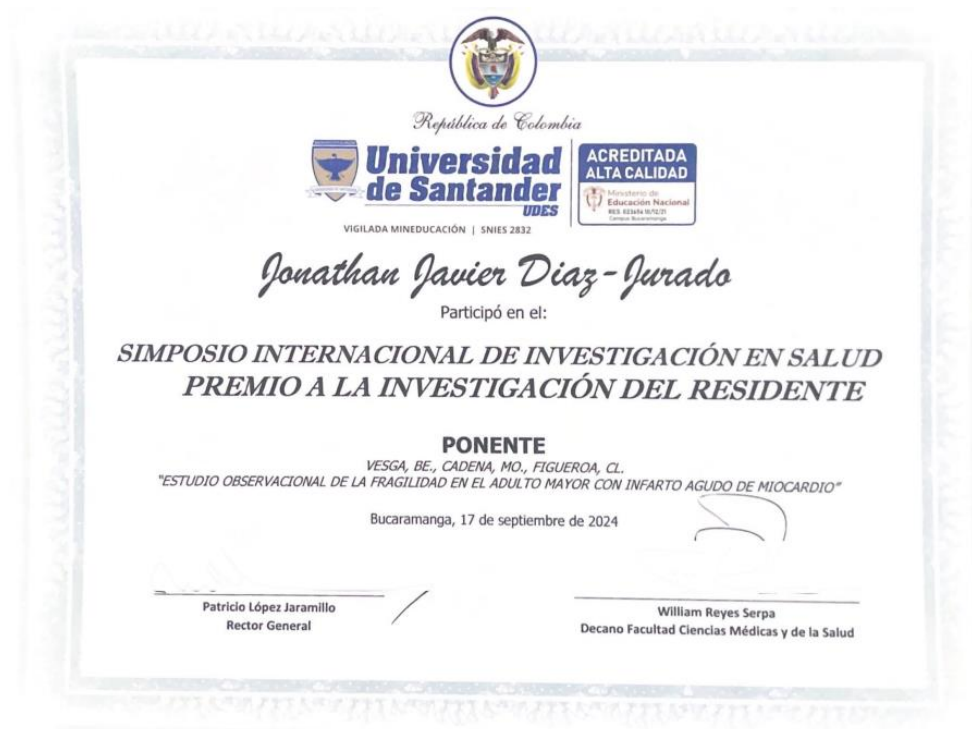 República de Colombia
Universidad
de Santander
UDES
VIGILADA MINEDUCACIÓN | SNIES 2832
ACREDITADA
ALTA CALIDAD
Ministerio de
Educación Nacional
Campus Bucaramanga
Jonathan Javier Diaz-Jurado
Participó en el:
SIMPOSIO INTERNACIONAL DE INVESTIGACIÓN EN SALUD
PREMIO A LA INVESTIGACIÓN DEL RESIDENTE
PONENTE
VESGA, BE., CADENA, MO., FIGUEROA, CL.
"ESTUDIO OBSERVACIONAL DE LA FRAGILIDAD EN EL ADULTO MAYOR CON INFARTO AGUDO DE MIOCARDIO"
Bucaramanga, 17 de septiembre de 2024
Patricio López Jaramillo
Rector General
William Reyes Serpa
Decano Facultad Ciencias Médicas y de la Salud